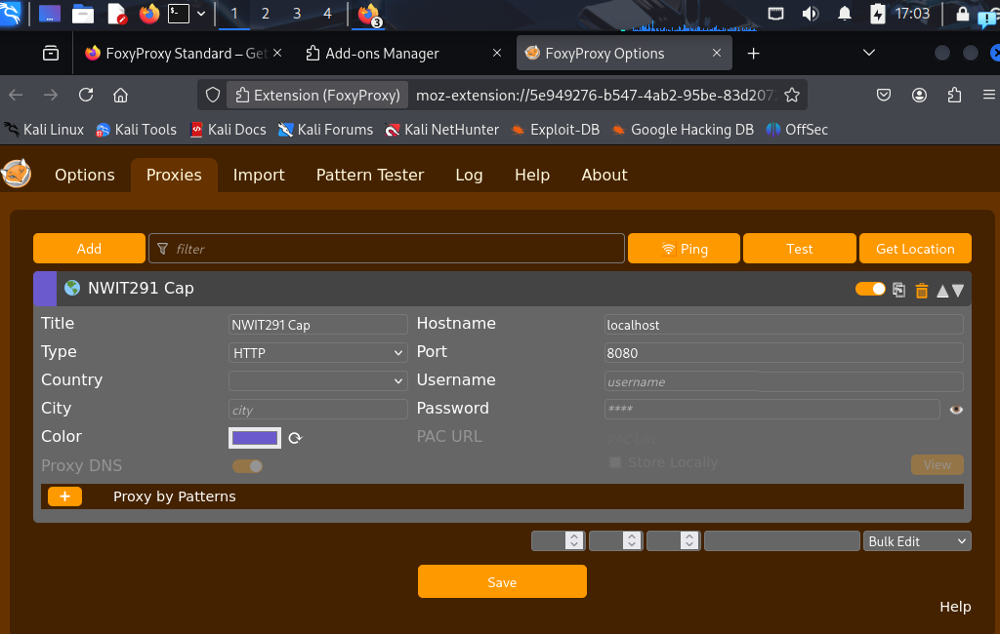 1 2 3 4 3 17:03
FoxyProxy Standard – Get Add-ons Manager FoxyProxy Options
Extension (FoxyProxy) moz-extension://5e949276-b547-4ab2-95be-83d207
Kali Linux Kali Tools Kali Docs Kali Forums Kali NetHunter Exploit-DB Google Hacking DB OffSec
Options Proxies Import Pattern Tester Log Help About
Add filter Ping Test Get Location
NWIT291 Cap
Title NWIT291 Cap Hostname localhost
Type HTTP Port 8080
Country Username username
City city Password ****
Color PAC URL PAC URL
Proxy DNS Store Locally View
+ Proxy by Patterns
Bulk Edit
Save
Help